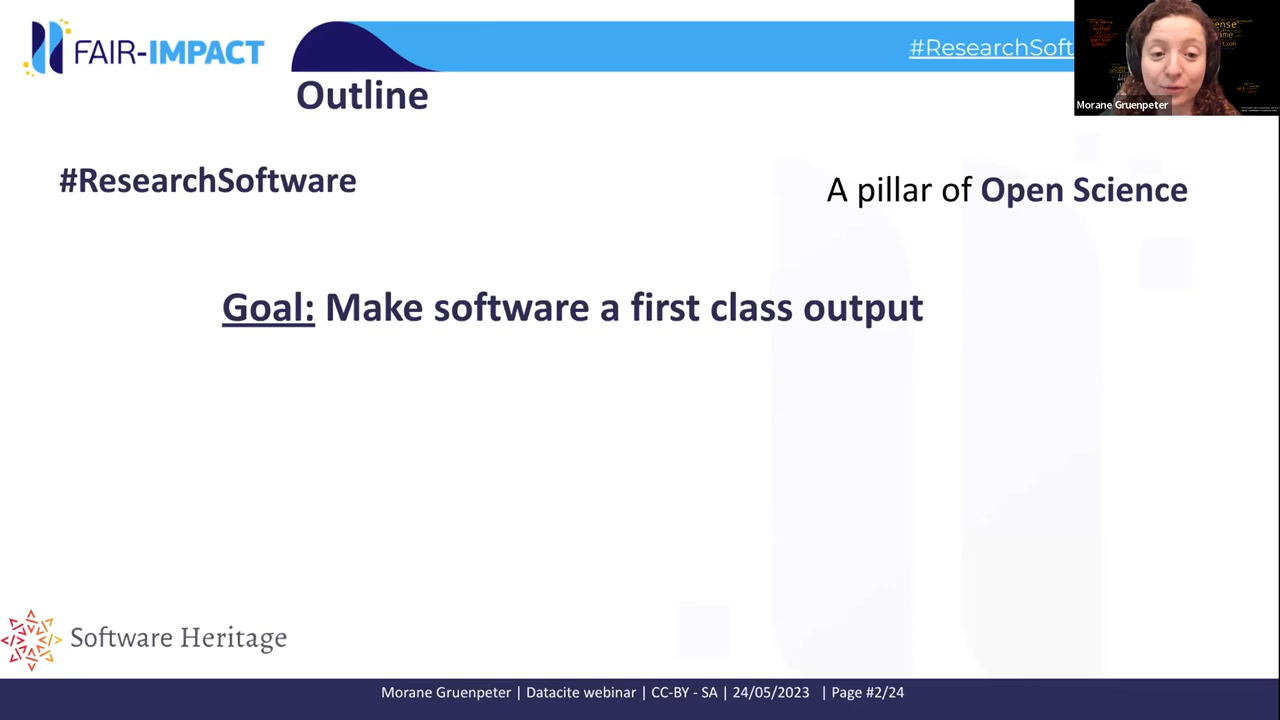 FAIR-IMPACT
#ResearchSoft
Morane Gruenpeter
Outline
#ResearchSoftware
A pillar of Open Science
Goal: Make software a first class output
Software Heritage
Morane Gruenpeter | Datacite webinar | CC-BY - SA | 24/05/2023 | Page #2/24